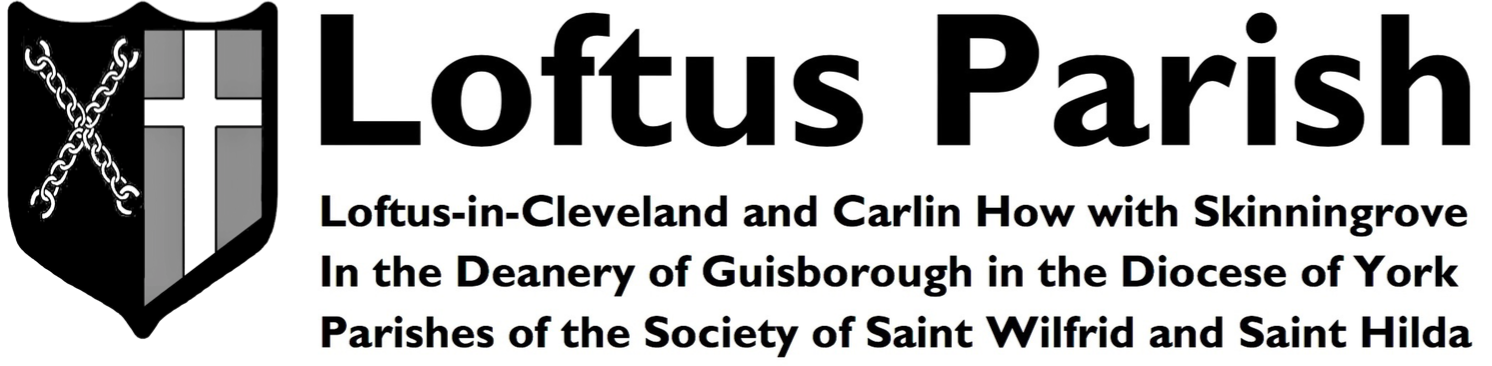 Loftus Parish
Loftus-in-Cleveland and Carlin How with Skinningrove
In the Deanery of Guisborough in the Diocese of York
Parishes of the Society of Saint Wilfrid and Saint Hilda